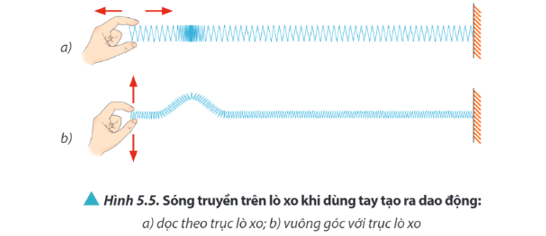 a)
b)
Hình 5.5. Sóng truyền trên lò xo khi dùng tay tạo ra dao động:
a) dọc theo trục lò xo; b) vuông góc với trục lò xo